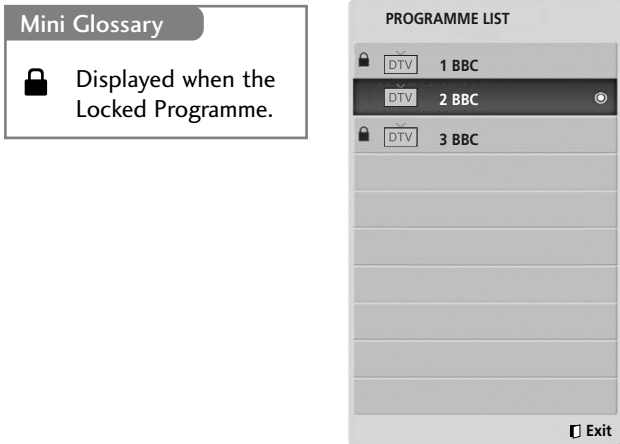 Mini Glossary
Displayed when the
Locked Programme.
PROGRAMME LIST
DTV 1 BBC
DTV 2 BBC
DTV 3 BBC
Exit